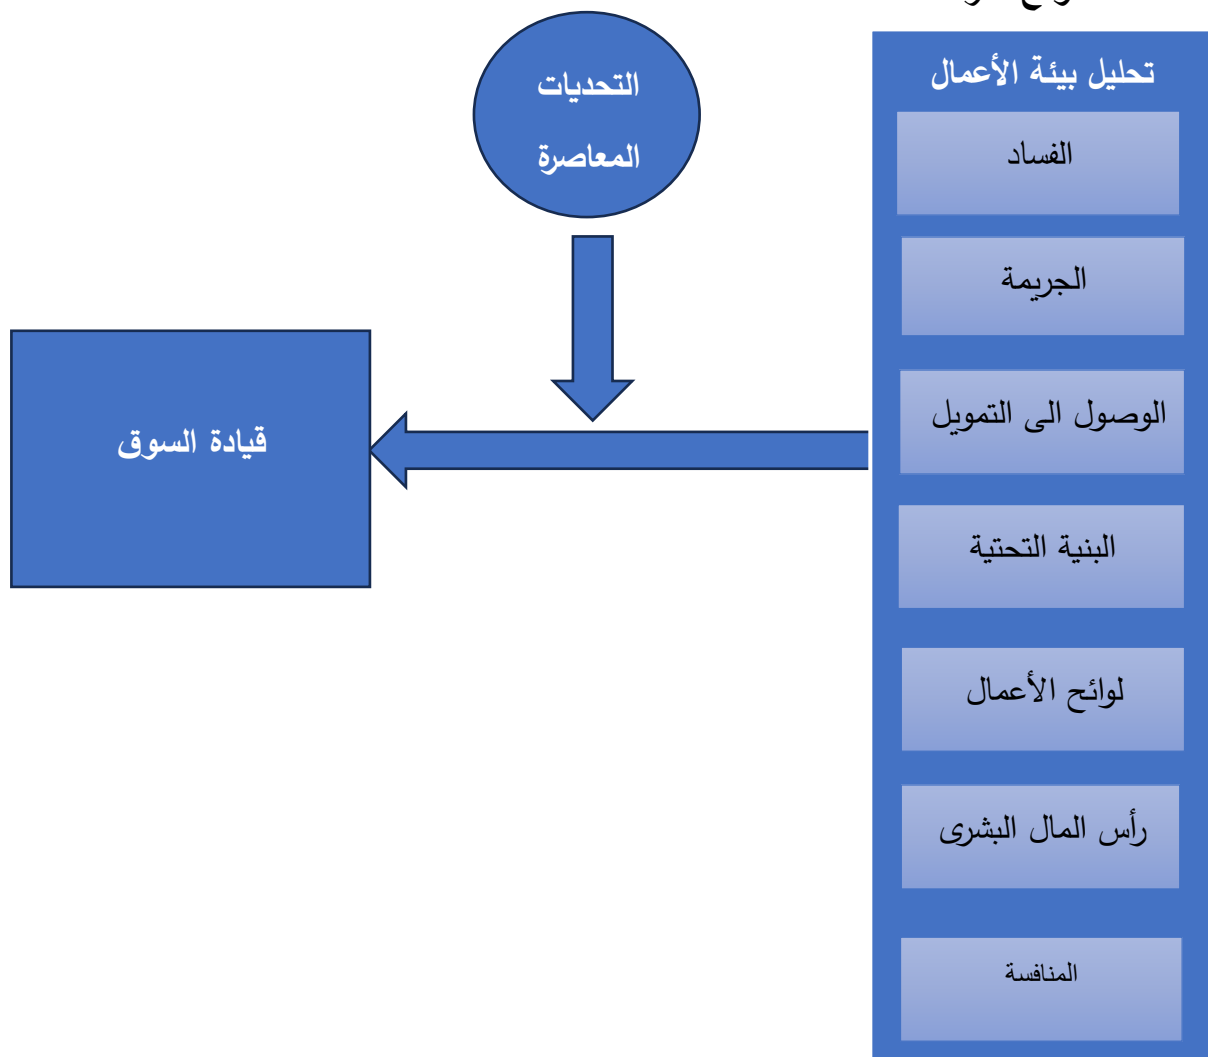 تحليل بيئة الأعمال
الفساد
الجريمة
الوصول الى التمويل
البنية التحتية
لوائح الأعمال
رأس المال البشرى
المنافسة
التحديات
المعاصرة
قيادة السوق